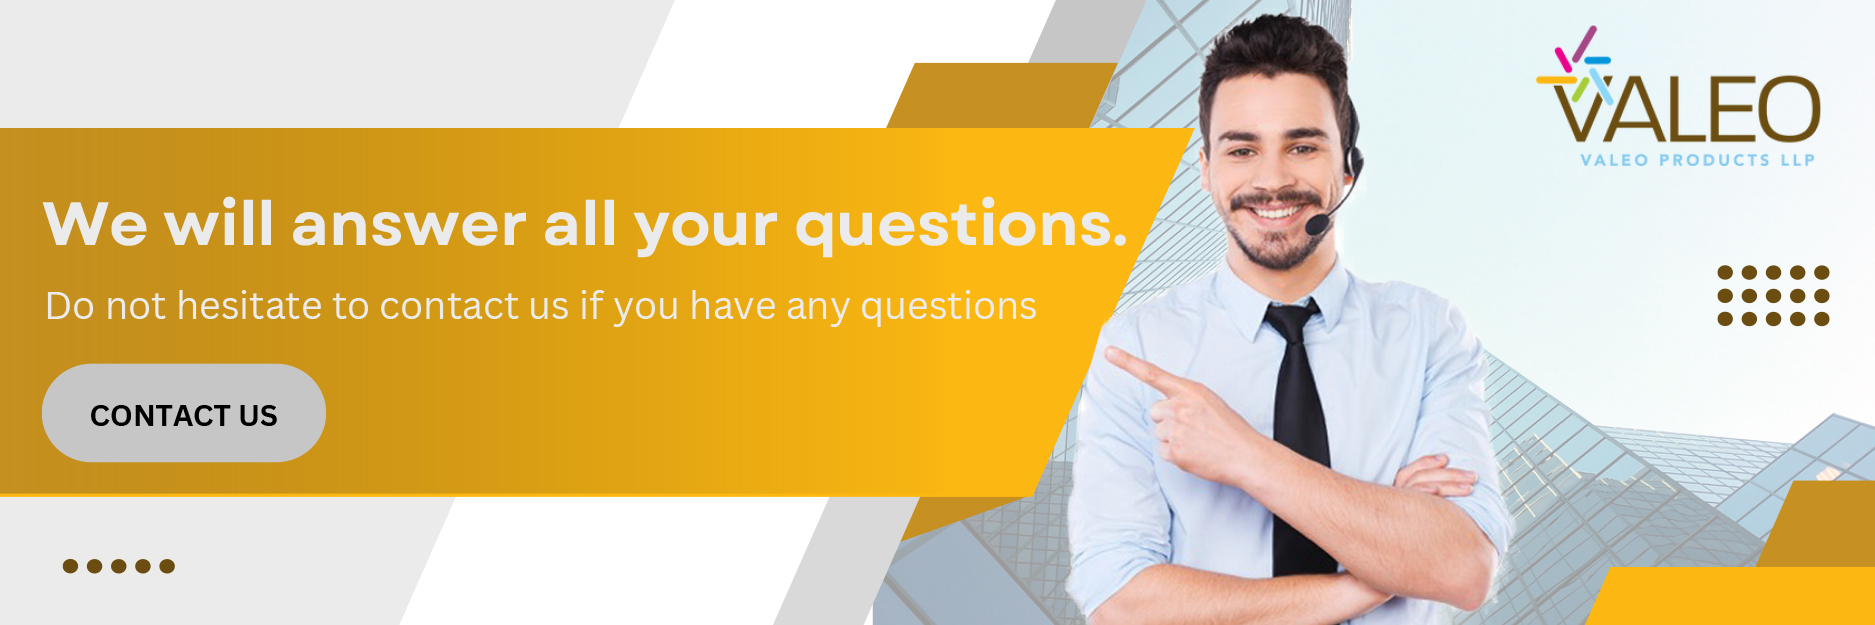 We will answer all your questions.
Do not hesitate to contact us if you have any questions
CONTACT US
VALEO
VALEO PRODUCTS LLP